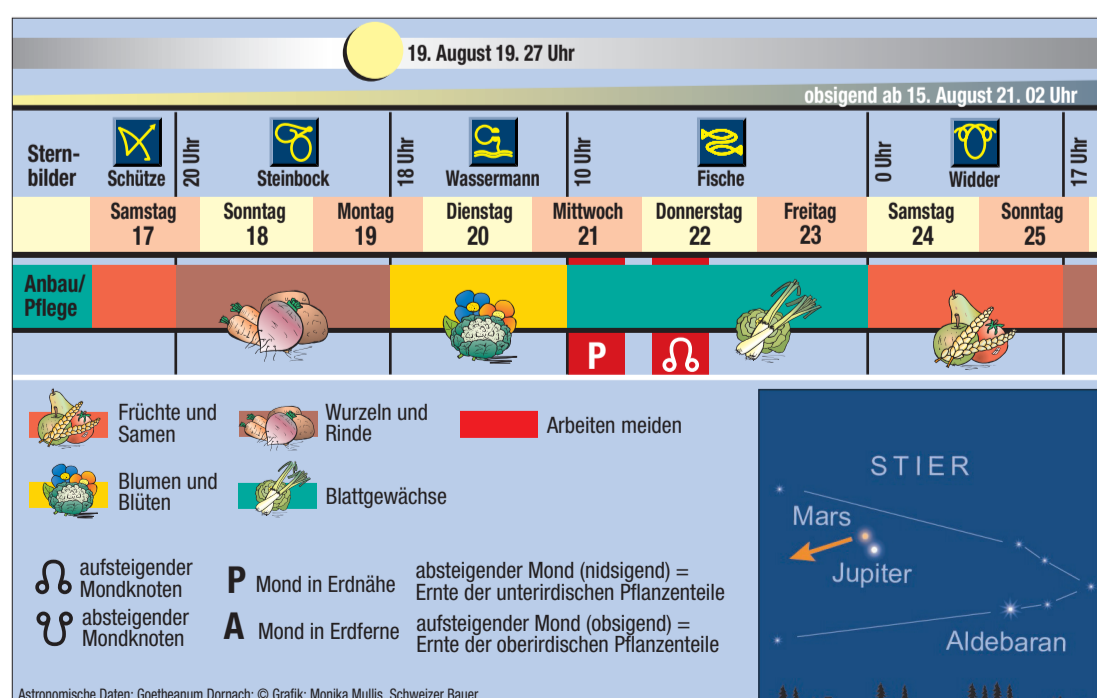 19. August 19. 27 Uhr
obsigend ab 15. August 21. 02 Uhr
Stern-
bilder
Schütze
20 Uhr
Steinbock
18 Uhr
Wassermann
10 Uhr
Fische
0 Uhr
Widder
17 Uhr
Samstag
17
Sonntag
18
Montag
19
Dienstag
20
Mittwoch
21
Donnerstag
22
Freitag
23
Samstag
24
Sonntag
25
Anbau/
Pflege
P
☊
Früchte und
Samen
Wurzeln und
Rinde
Arbeiten meiden
Blumen und
Blüten
Blattgewächse
☊ aufsteigender
Mondknoten
☋ absteigender
Mondknoten
P Mond in Erdnähe
A Mond in Erdferne
absteigender Mond (nidsigend) =
Ernte der unterirdischen Pflanzenteile
aufsteigender Mond (obsigend) =
Ernte der oberirdischen Pflanzenteile
STIER
Mars
Jupiter
Aldebaran
Astronomische Daten: Goetheanum Dornach; © Grafik: Monika Mullis, Schweizer Bauer